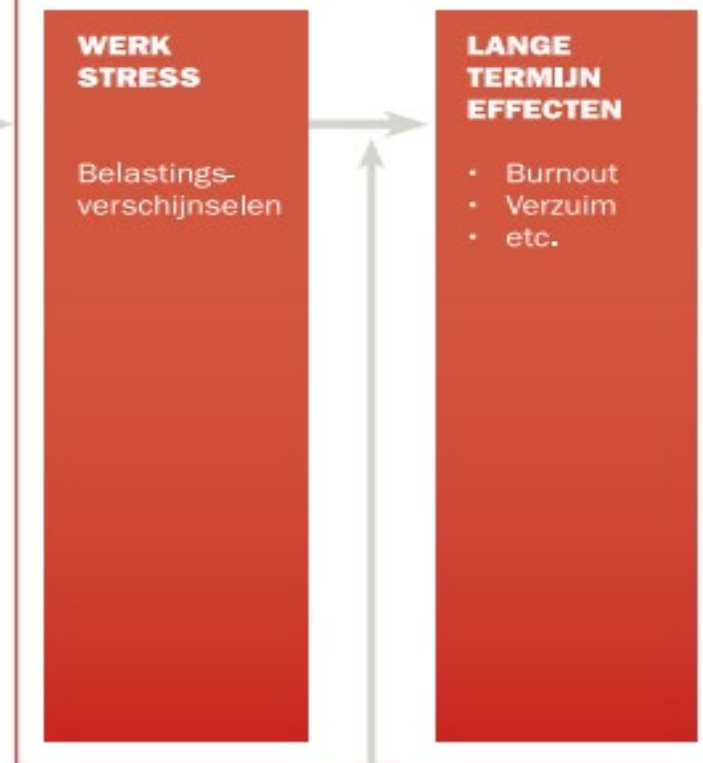 WERK
STRESS
Belastings-
verschijnselen
LANGE
TERMIJN
EFFECTEN
• Burnout
• Verzuim
• etc.